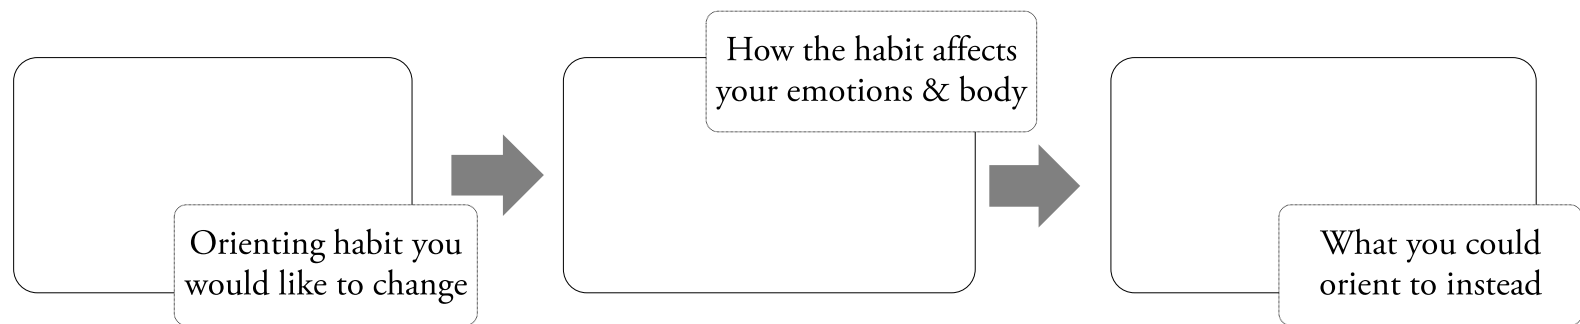 How the habit affects
your emotions & body
Orienting habit you
would like to change
What you could
orient to instead